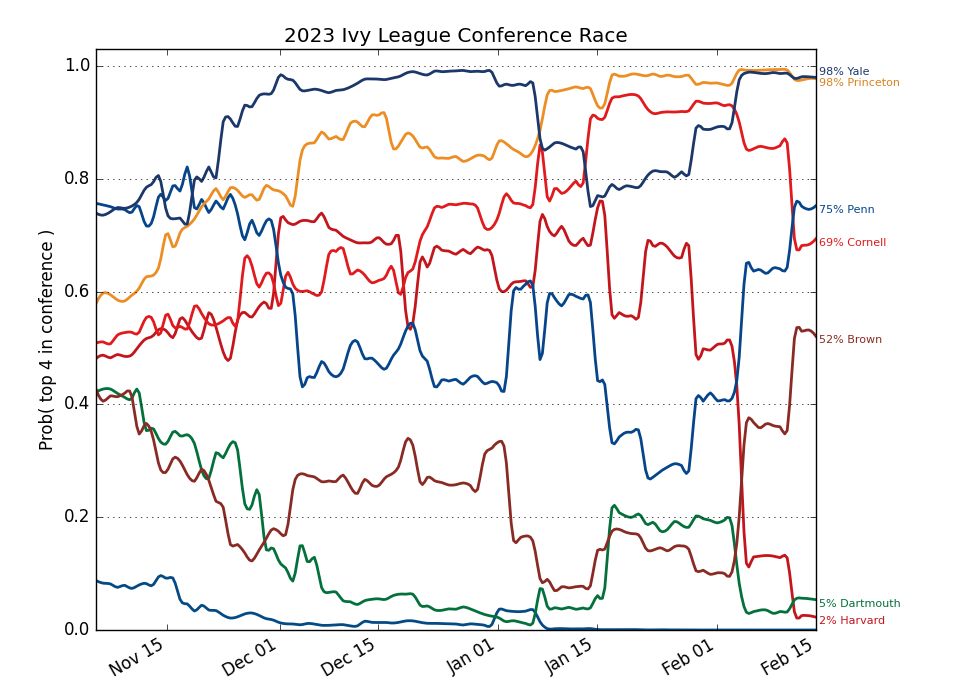 2023 Ivy League Conference Race
Prob( top 4 in conference )
1.0
0.8
0.6
0.4
0.2
0.0
Nov 15
Dec 01
Dec 15
Jan 01
Jan 15
Feb 01
Feb 15
98% Yale
98% Princeton
75% Penn
69% Cornell
52% Brown
5% Dartmouth
2% Harvard